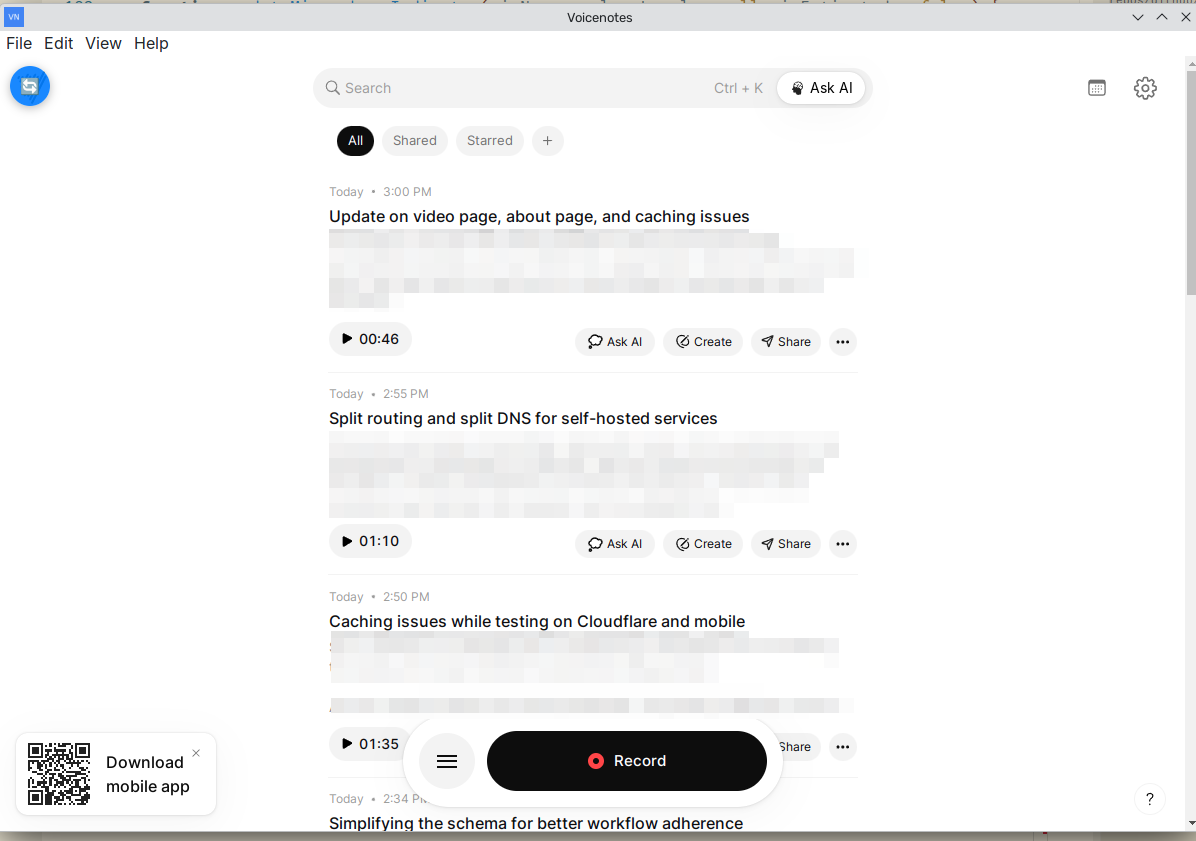 VN
Voicenotes
File Edit View Help
Search Ctrl + K Ask AI
All Shared Starred +
Today • 3:00 PM
Update on video page, about page, and caching issues
00:46 Ask AI Create Share
Today • 2:55 PM
Split routing and split DNS for self-hosted services
01:10 Ask AI Create Share
Today • 2:50 PM
Caching issues while testing on Cloudflare and mobile
01:35 Share
Record
Download
mobile app
?
Today • 2:34 PM
Simplifying the schema for better workflow adherence